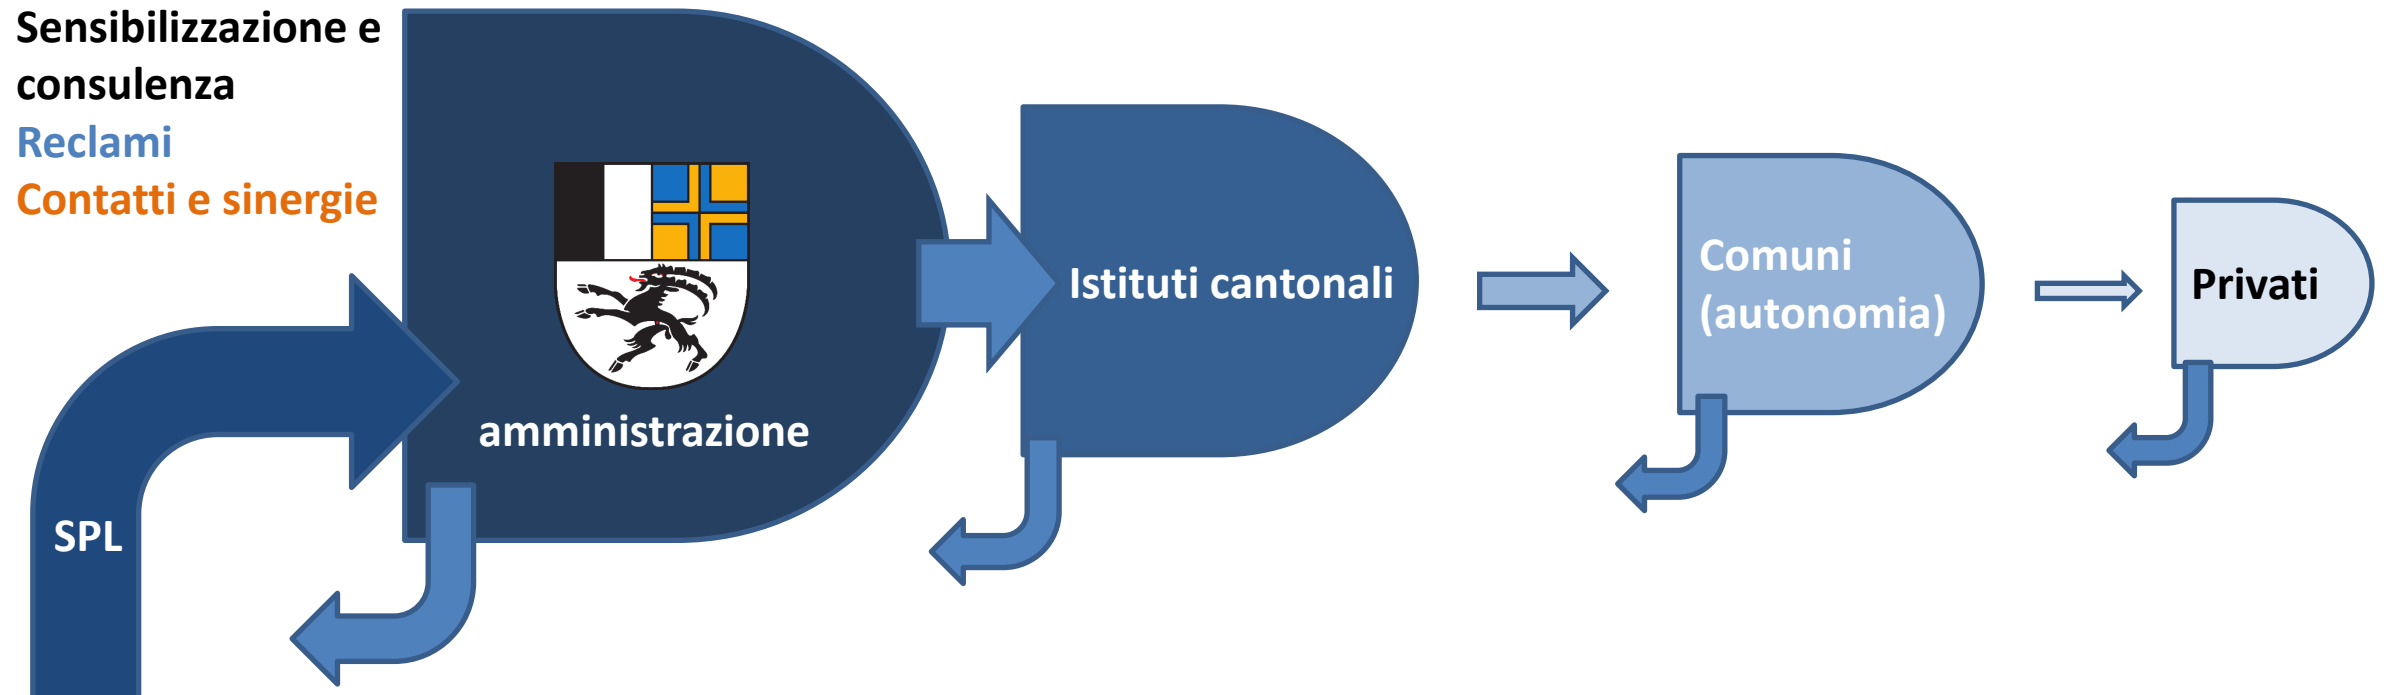 Sensibilizzazione e
consulenza
Reclami
Contatti e sinergie
SPL
amministrazione
Istituti cantonali
Comuni
(autonomia)
Privati